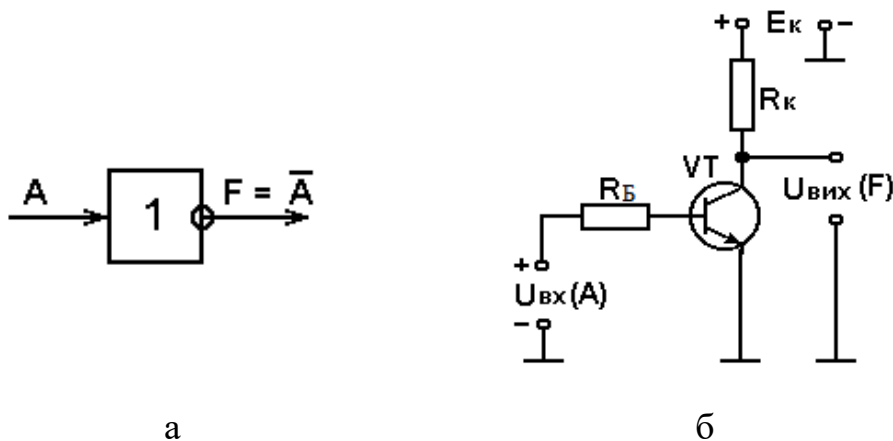 + Eк −
Rк
A
1
F = A̅
VT
RБ
Uвих (F)
+
Uвх (A)
−
а
б